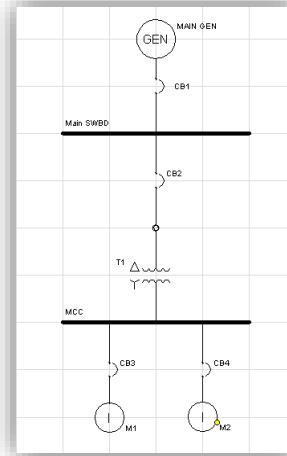 MAIN GEN
GEN
CB1
Main SWBD
CB2
T1
MCC
CB3
CB4
I
I
M1
M2